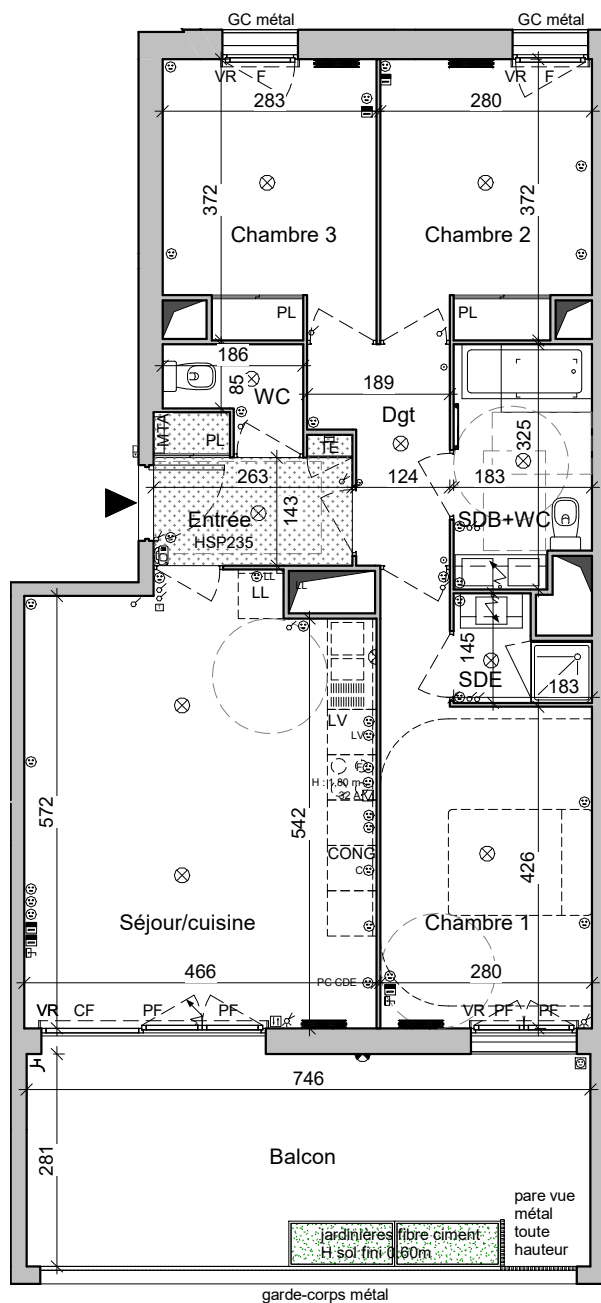 GC métal
GC métal
VR F
VR F
283
280
372
372
Chambre 3
Chambre 2
PL
PL
186
85
WC
189
Dgt
325
MTA
PL
TE
263
124
183
Entrée
HSP235
143
SDB+WC
LL
LL
LL
145
SDE
183
LV
LV
H : 1,80 m
32 A
572
542
CONG
C
426
Séjour/cuisine
Chambre 1
466
280
PC CDE
VR CF PF PF
VR PF PF
746
281
Balcon
pare vue
métal
toute
hauteur
jardinières fibre ciment
H sol fini 0.60m
garde-corps métal